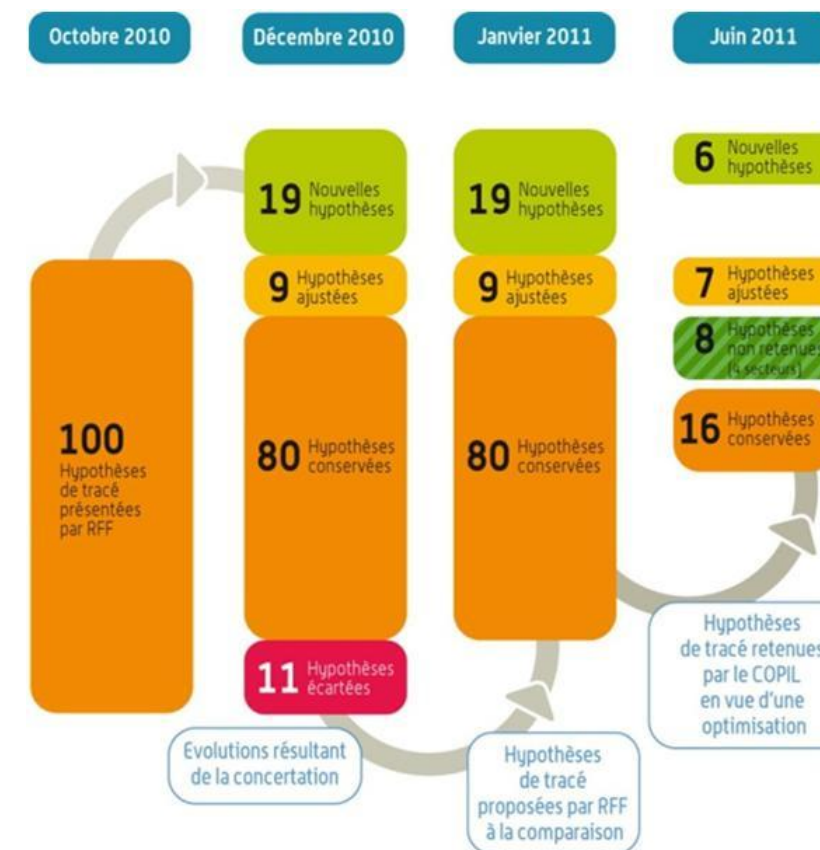 Octobre 2010
Décembre 2010
Janvier 2011
Juin 2011
100
Hypothèses
de tracé
présentées
par RFF
19 Nouvelles
hypothèses
9 Hypothèses
ajustées
80 Hypothèses
conservées
11 Hypothèses
écartées
Evolutions résultant
de la concertation
19 Nouvelles
hypothèses
9 Hypothèses
ajustées
80 Hypothèses
conservées
Hypothèses
de tracé
proposées par RFF
à la comparaison
6 Nouvelles
hypothèses
7 Hypothèses
ajustées
8 Hypothèses
non retenues
(4 secteurs)
16 Hypothèses
conservées
Hypothèses
de tracé retenues
par le COPIL
en vue d'une
optimisation